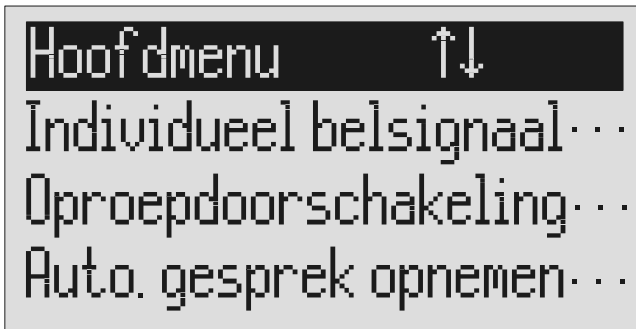 Hoofdmenu ↑↓
Individueel belsignaal···
Oproepdoorschakeling···
Auto. gesprek opnemen···